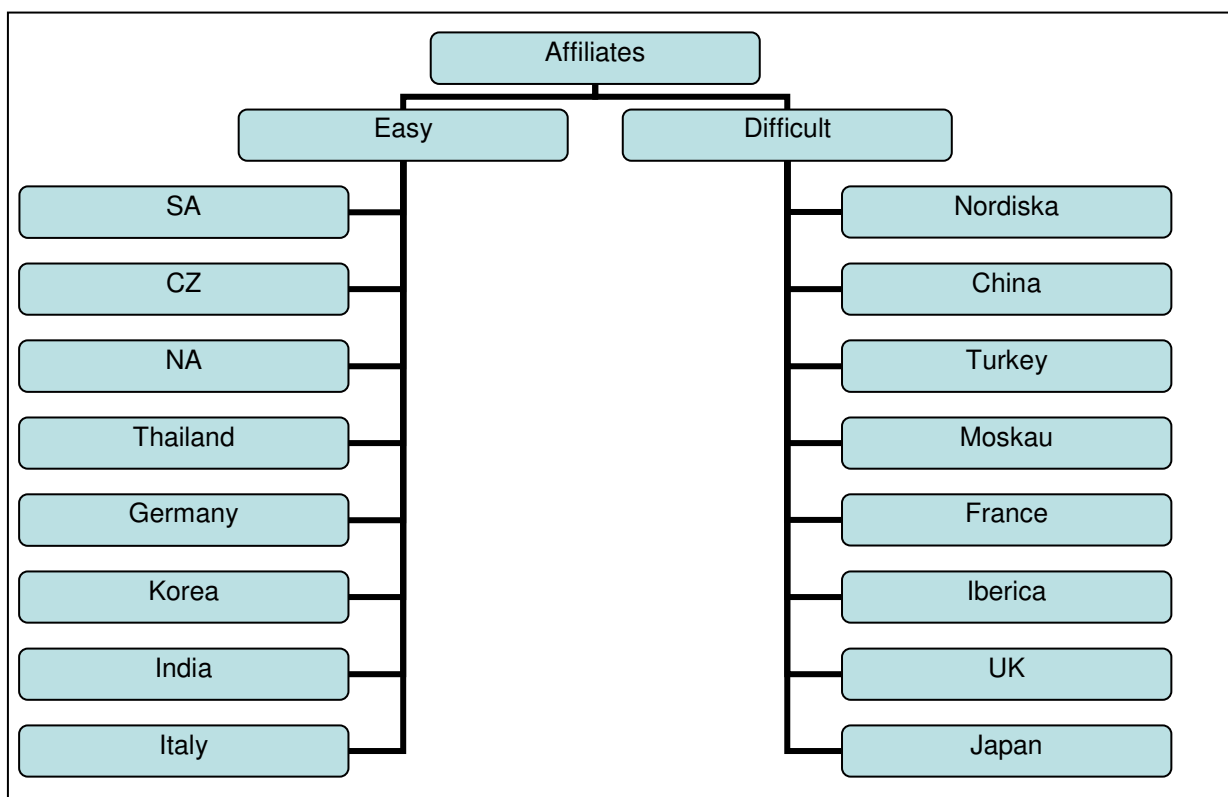 Affiliates
Easy
Difficult
SA
Nordiska
CZ
China
NA
Turkey
Thailand
Moskau
Germany
France
Korea
Iberica
India
UK
Italy
Japan